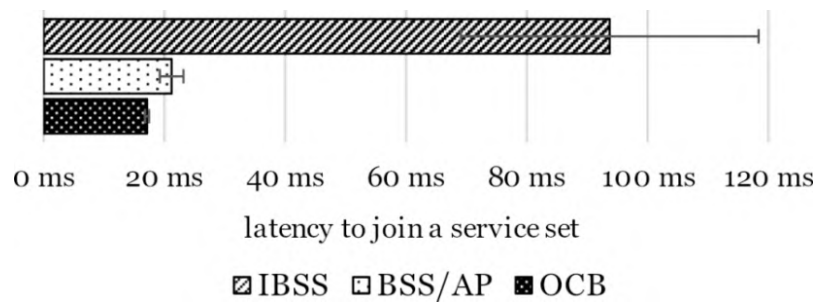 0 ms 20 ms 40 ms 60 ms 80 ms 100 ms 120 ms
latency to join a service set
IBSS BSS/AP OCB